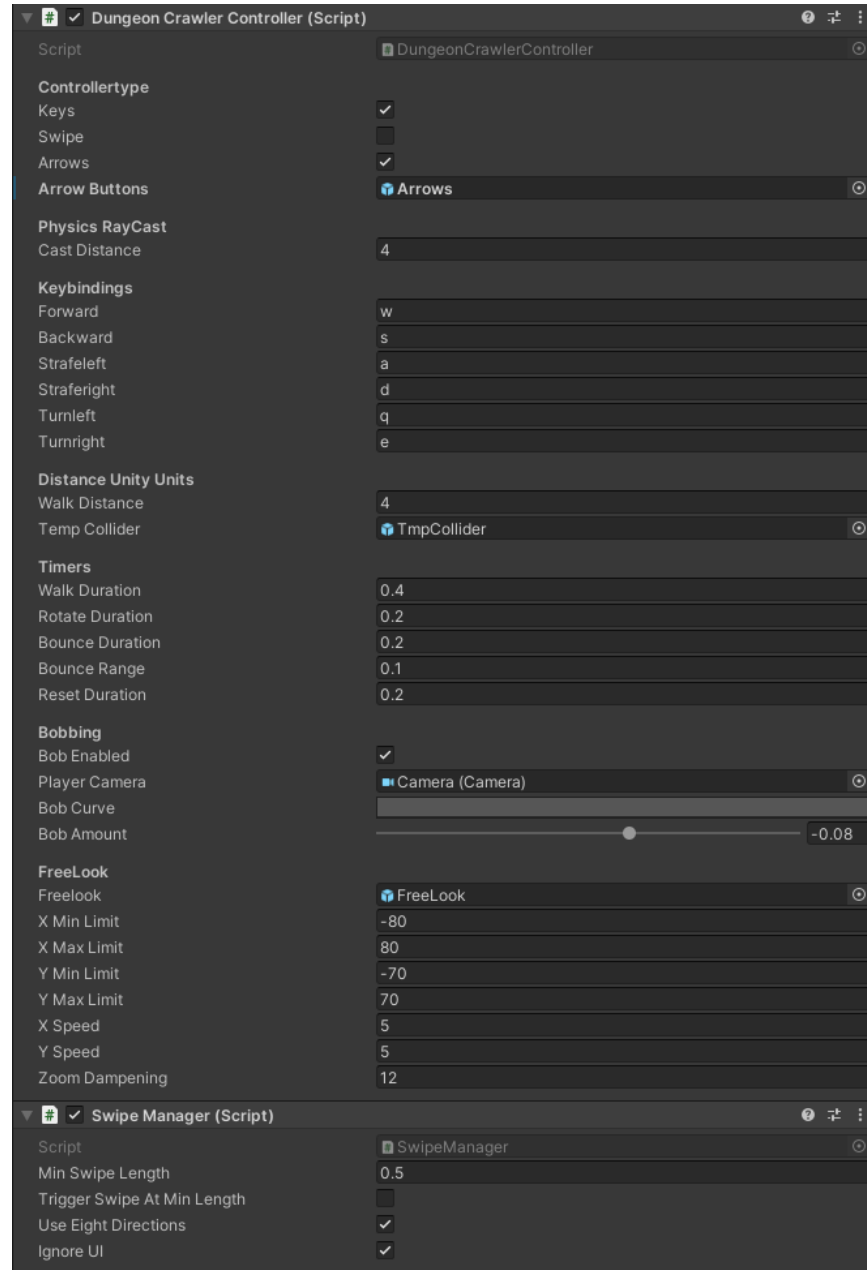 Dungeon Crawler Controller (Script)
Script DungeonCrawlerController
Controllertype
Keys
Swipe
Arrows
Arrow Buttons Arrows
Physics RayCast
Cast Distance 4
Keybindings
Forward w
Backward s
Strafeleft a
Straferight d
Turnleft q
Turnright e
Distance Unity Units
Walk Distance 4
Temp Collider TmpCollider
Timers
Walk Duration 0.4
Rotate Duration 0.2
Bounce Duration 0.2
Bounce Range 0.1
Reset Duration 0.2
Bobbing
Bob Enabled
Player Camera Camera (Camera)
Bob Curve
Bob Amount -0.08
FreeLook
Freelook FreeLook
X Min Limit -80
X Max Limit 80
Y Min Limit -70
Y Max Limit 70
X Speed 5
Y Speed 5
Zoom Dampening 12
Swipe Manager (Script)
Script SwipeManager
Min Swipe Length 0.5
Trigger Swipe At Min Length
Use Eight Directions
Ignore UI